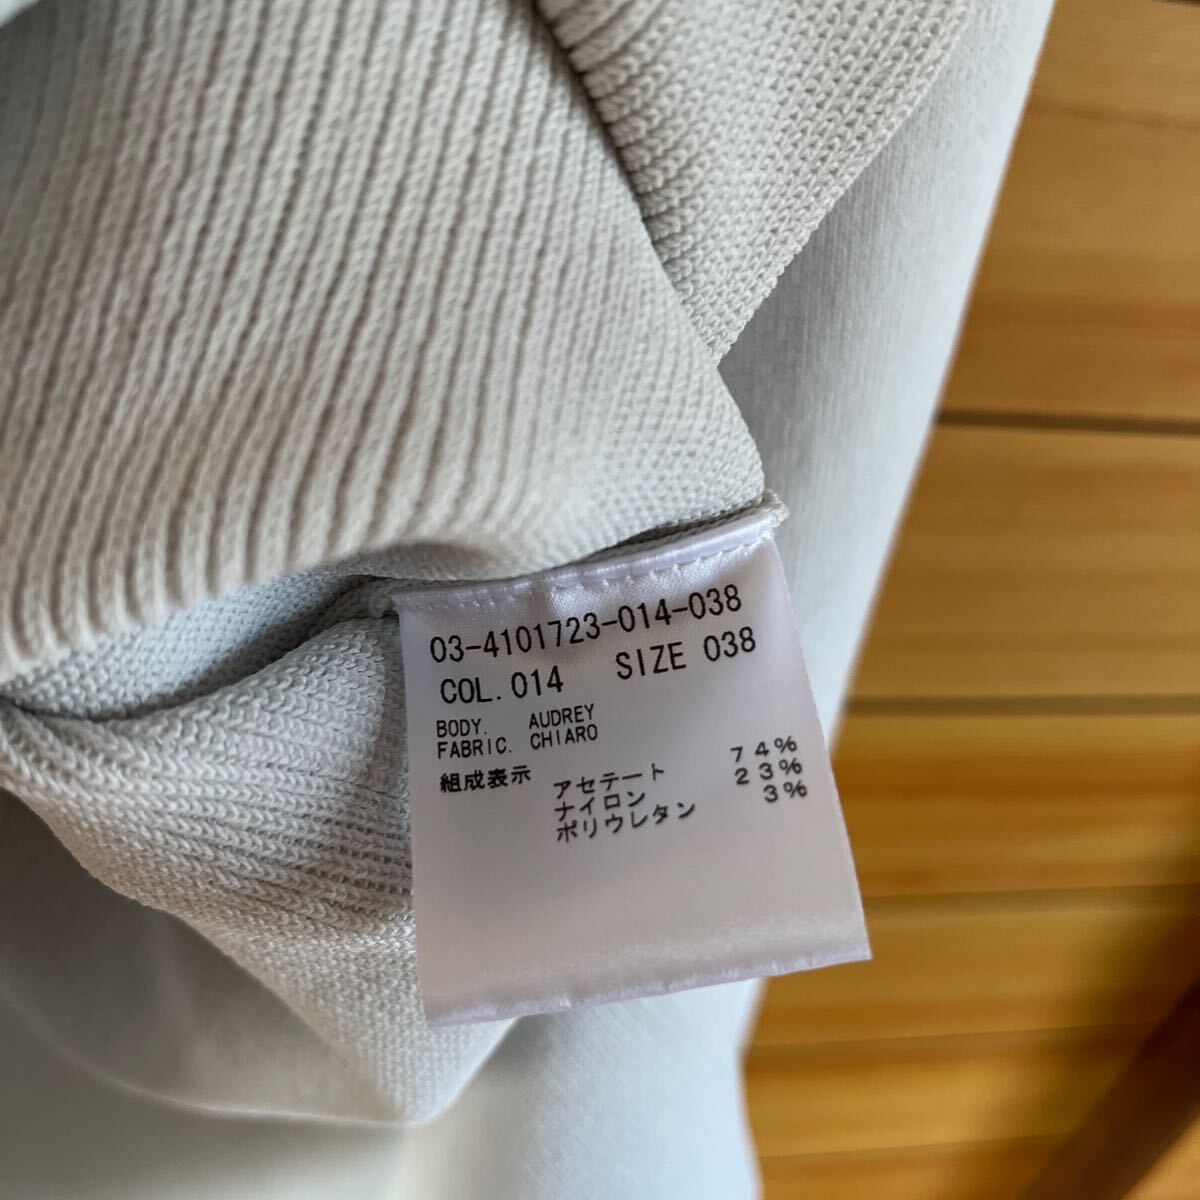 03-4101723-014-038
COL. 014 SIZE 038
BODY. AUDREY
FABRIC. CHIARO
組成表示 アセテート 74%
ナイロン 23%
ポリウレタン 3%